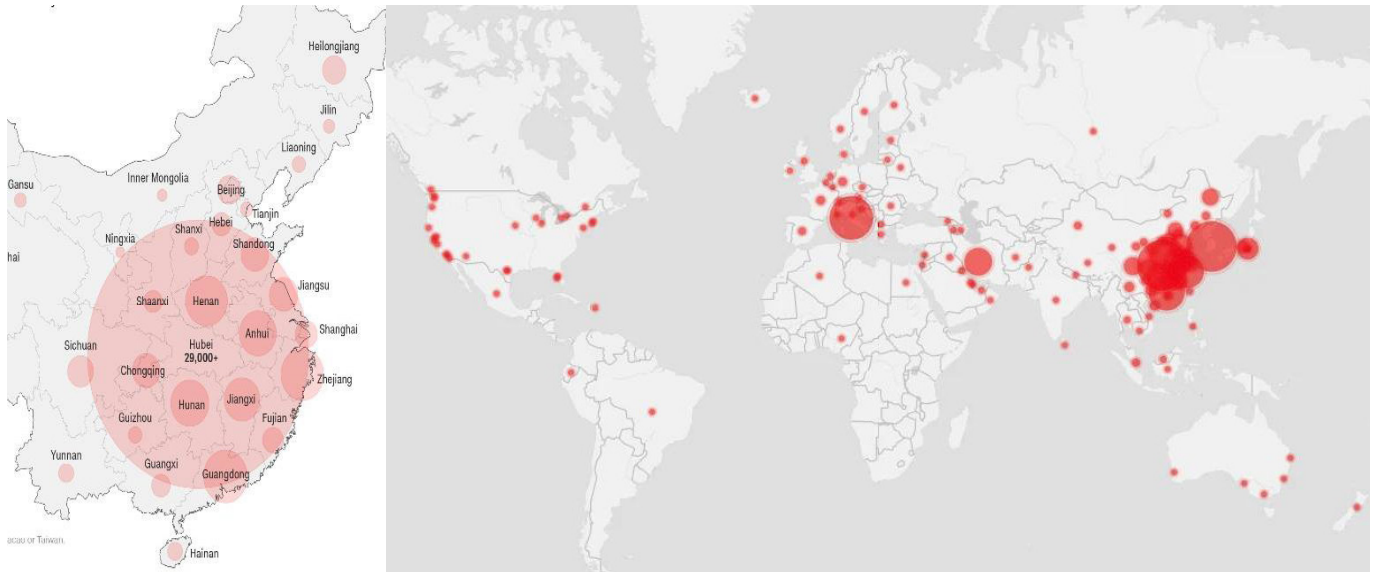 Heilongjiang
Jilin
Liaoning
Inner Mongolia
Gansu
Beijing
Tianjin
Hebei
Shanxi
Ningxia
Shandong
hai
Jiangsu
Shaanxi
Henan
Shanghai
Anhui
Sichuan
Hubei
29,000+
Chongqing
Zhejiang
Hunan
Jiangxi
Guizhou
Fujian
Yunnan
Guangxi
Guangdong
acao or Taiwan.
Hainan